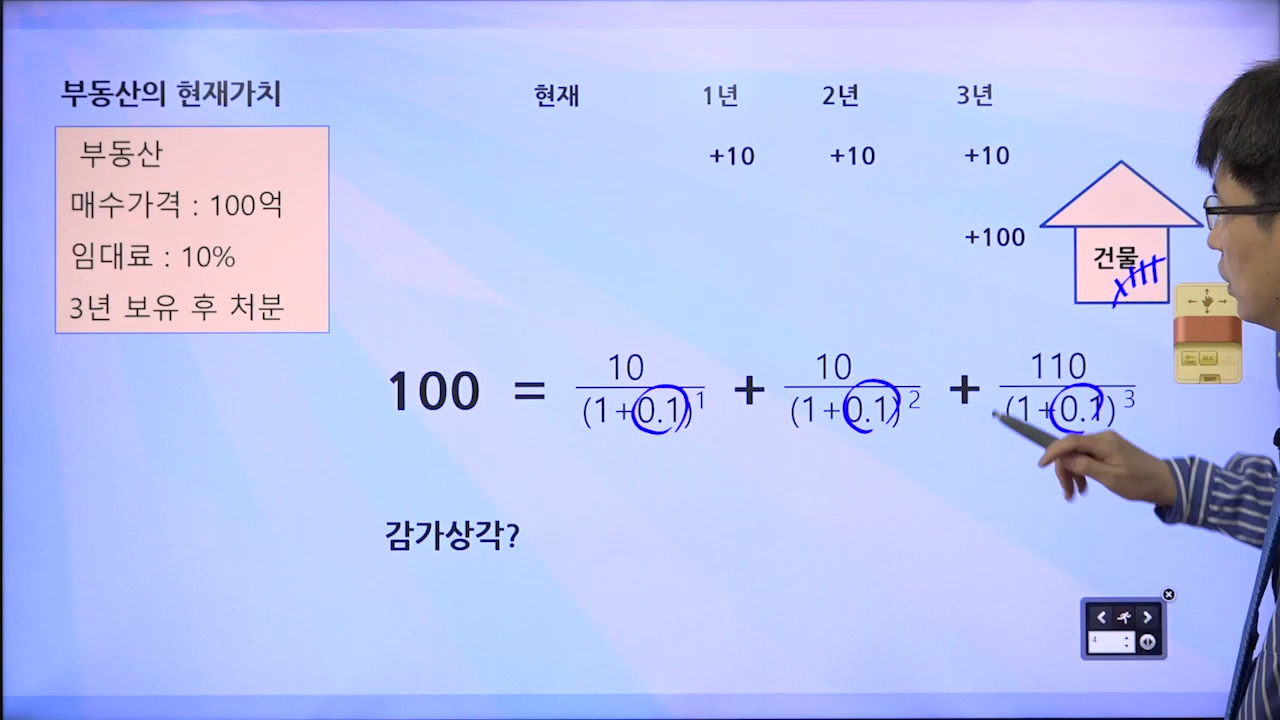 부동산의 현재가치
현재 1년 2년 3년
부동산
매수가격 : 100억
임대료 : 10%
3년 보유 후 처분
+10 +10 +10
+100
건물
100 = 10/(1+0.1)^1 + 10/(1+0.1)^2 + 110/(1+0.1)^3
감가상각?
4